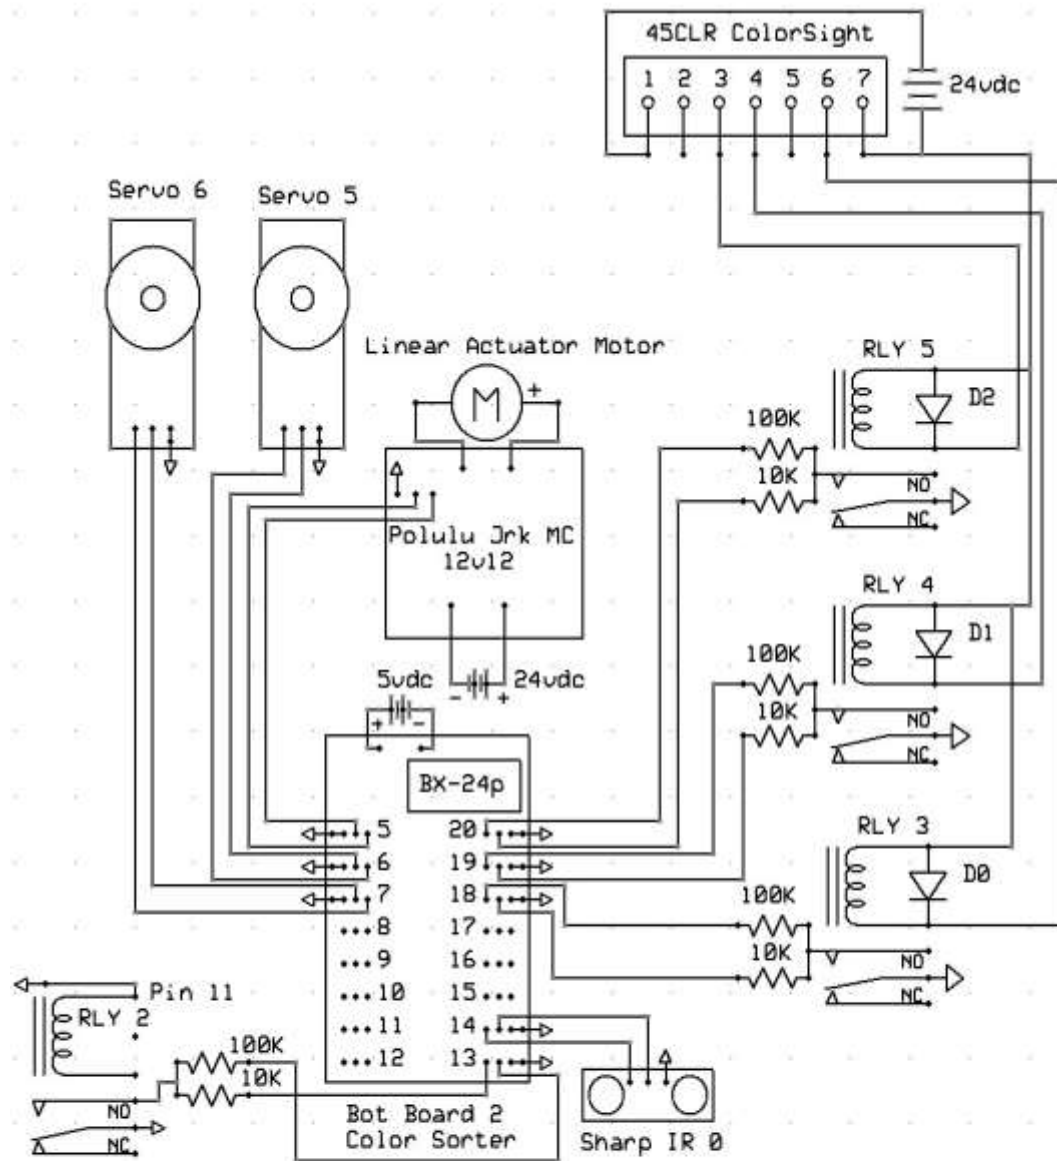 45CLR ColorSight
1 2 3 4 5 6 7
24vdc
Servo 6
Servo 5
Linear Actuator Motor
M
+
Polulu Jrk MC
12v12
5vdc
24vdc
- +
+ -
BX-24p
5 20
6 19
7 18
8 17
9 16
10 15
11 14
12 13
Bot Board 2
Color Sorter
RLY 5
D2
100K
10K
NO
NC
RLY 4
D1
100K
10K
NO
NC
RLY 3
D0
100K
10K
NO
NC
Pin 11
RLY 2
100K
10K
NO
NC
Sharp IR 0